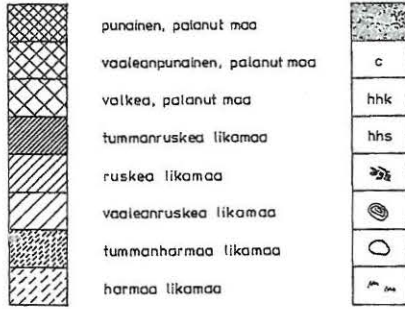 punainen, palanut maa
vaaleanpunainen, palanut maa
valkea, palanut maa
tummanruskea likamaa
ruskea likamaa
vaaleanruskea likamaa
tummanharmaa likamaa
harmaa likamaa
c
hhk
hhs